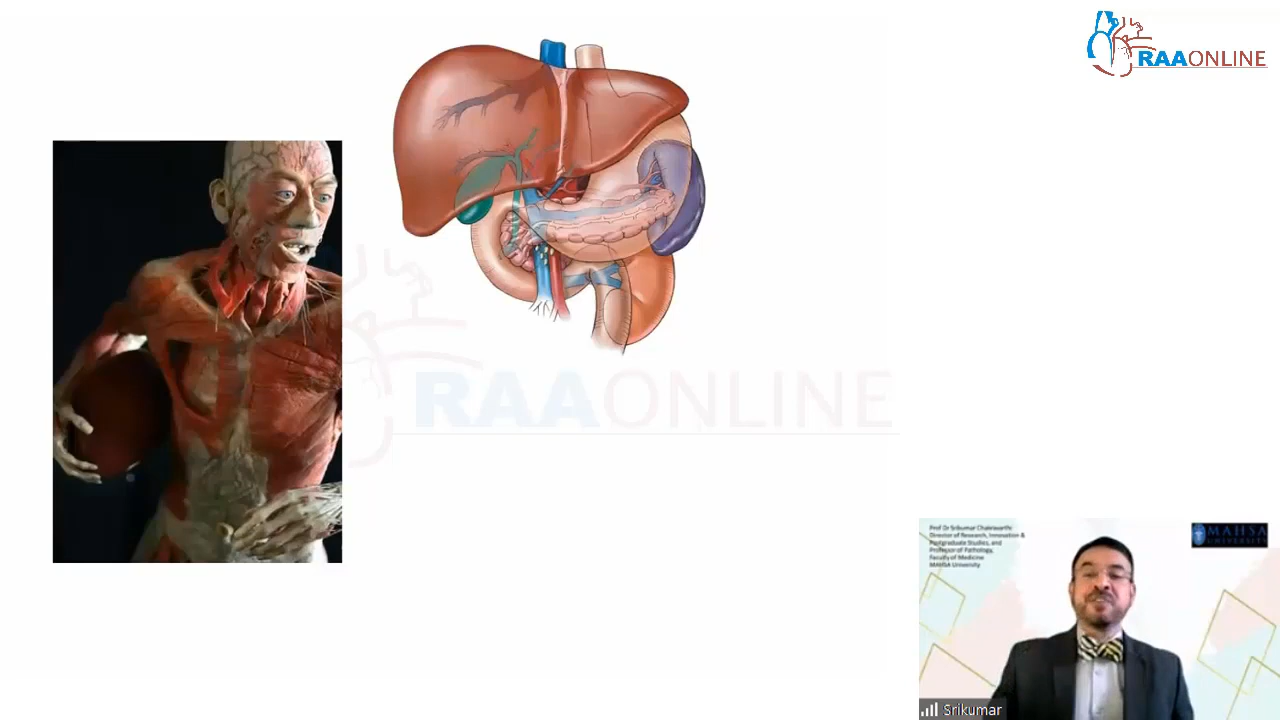 RAAONLINE
RAAONLINE
Prof Dr Srikumar Chakravarthi
Director of Research, Innovation &
Postgraduate Studies, and
Professor of Pathology,
Faculty of Medicine
MAHSA University
MAHSA
UNIVERSITY
Srikumar